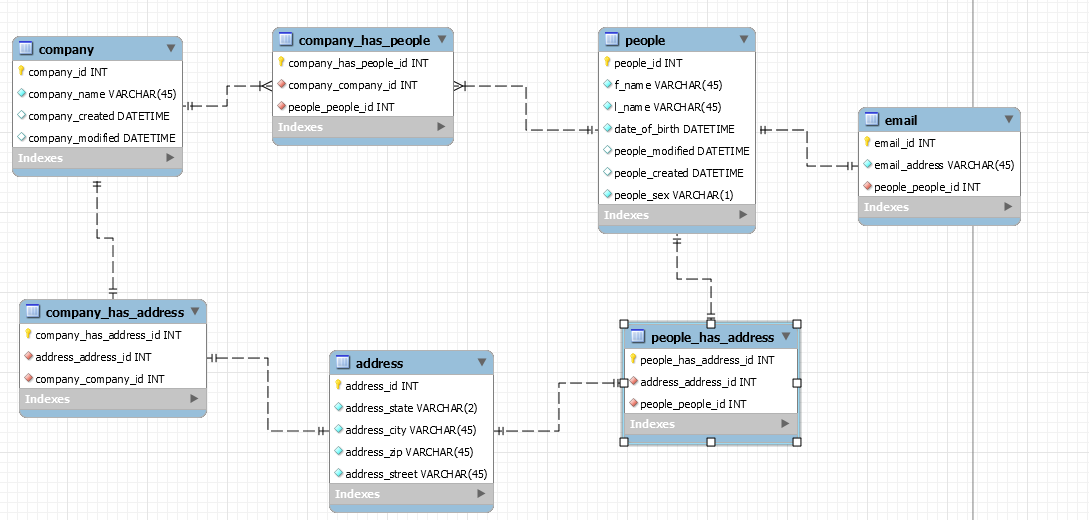 company
company_id INT
company_name VARCHAR(45)
company_created DATETIME
company_modified DATETIME
Indexes
company_has_people
company_has_people_id INT
company_company_id INT
people_people_id INT
Indexes
people
people_id INT
f_name VARCHAR(45)
l_name VARCHAR(45)
date_of_birth DATETIME
people_modified DATETIME
people_created DATETIME
people_sex VARCHAR(1)
Indexes
email
email_id INT
email_address VARCHAR(45)
people_people_id INT
Indexes
company_has_address
company_has_address_id INT
address_address_id INT
company_company_id INT
Indexes
address
address_id INT
address_state VARCHAR(2)
address_city VARCHAR(45)
address_zip VARCHAR(45)
address_street VARCHAR(45)
Indexes
people_has_address
people_has_address_id INT
address_address_id INT
people_people_id INT
Indexes